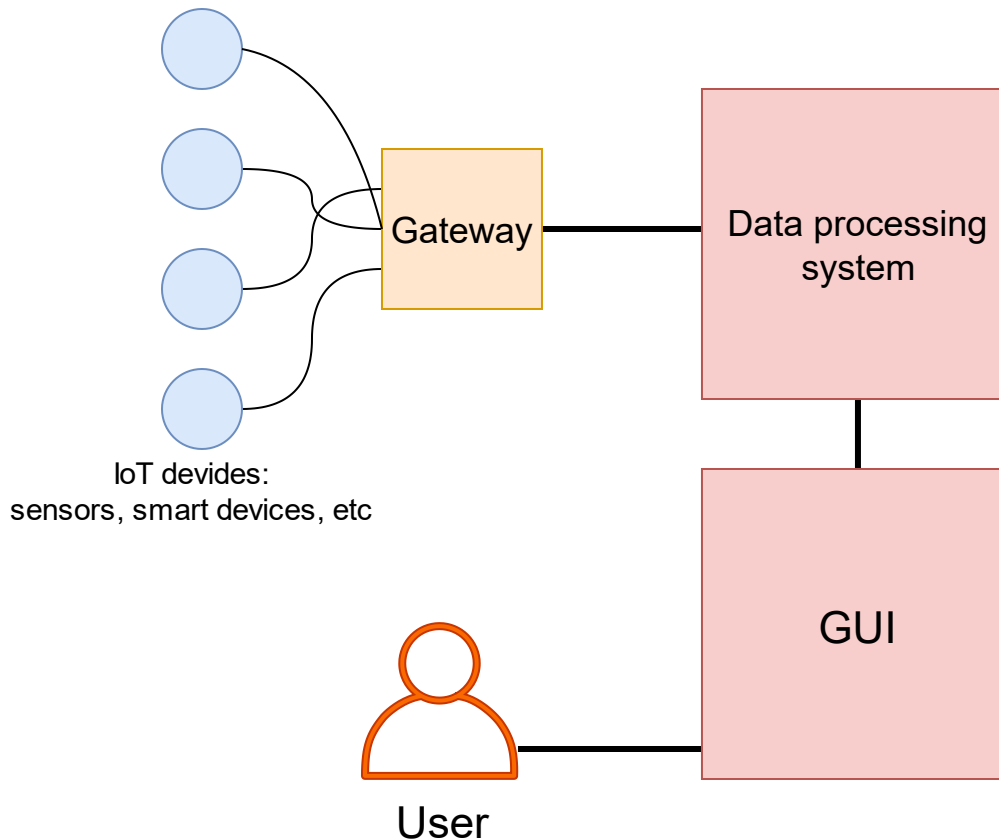 Gateway
Data processing
system
IoT devides:
sensors, smart devices, etc
GUI
User